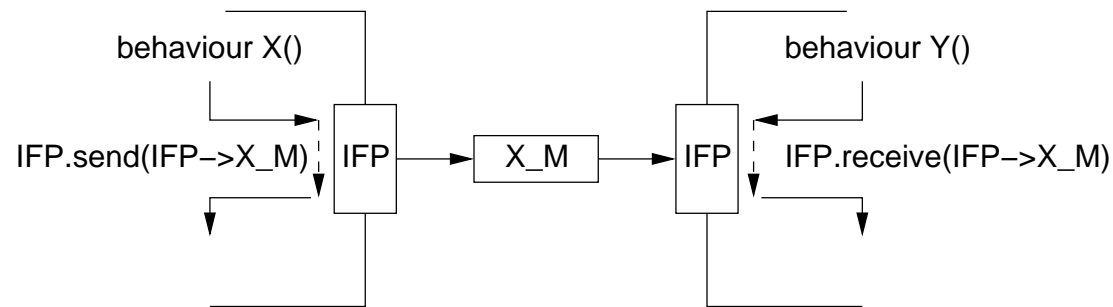 behaviour X()
behaviour Y()
IFP.send(IFP−>X_M)
IFP
X_M
IFP
IFP.receive(IFP−>X_M)